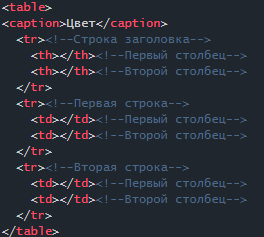 <table>
<caption>Цвет</caption>
<tr><!--Строка заголовка-->
<th></th><!--Первый столбец-->
<th></th><!--Второй столбец-->
</tr>
<tr><!--Первая строка-->
<td></td><!--Первый столбец-->
<td></td><!--Второй столбец-->
</tr>
<tr><!--Вторая строка-->
<td></td><!--Первый столбец-->
<td></td><!--Второй столбец-->
</tr>
</table>